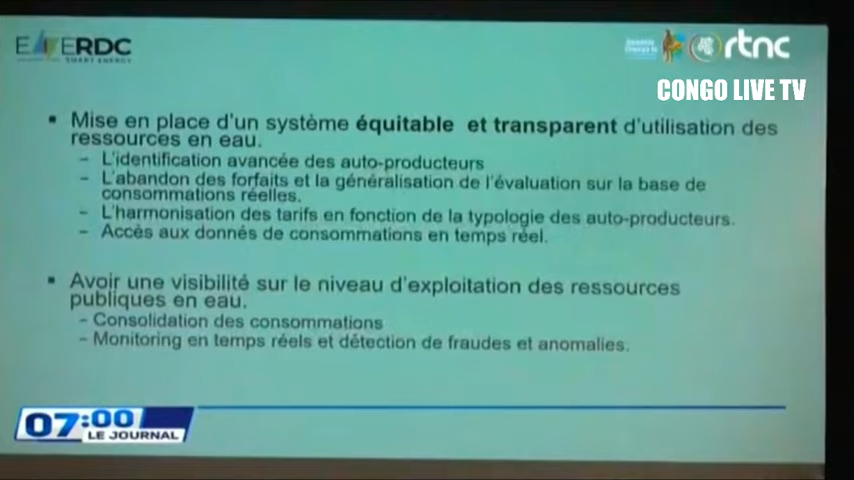 ERDC
SMART ENERGY
rtnc
CONGO LIVE TV
▪ Mise en place d'un système équitable et transparent d'utilisation des
ressources en eau.
– L'identification avancée des auto-producteurs
– L'abandon des forfaits et la généralisation de l'évaluation sur la base de
consommations réelles.
– L'harmonisation des tarifs en fonction de la typologie des auto-producteurs.
– Accès aux donnés de consommations en temps réel.
▪ Avoir une visibilité sur le niveau d'exploitation des ressources
publiques en eau.
– Consolidation des consommations
– Monitoring en temps réels et détection de fraudes et anomalies.
07:00
LE JOURNAL